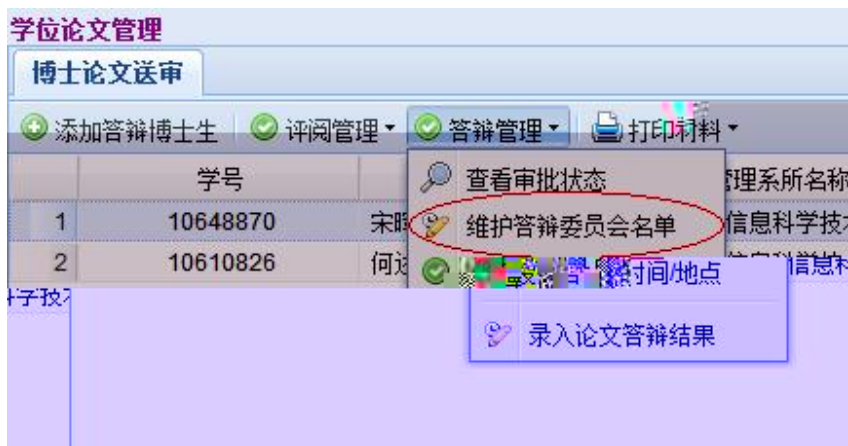 学位论文管理
博士论文送审
添加答辩博士生 评阅管理 答辩管理 打印材料
学号 查看审批状态 理系所名称
1 10648870 宋 维护答辩委员会名单 信息科学技
2 10610826 何 时间/地点
录入论文答辩结果